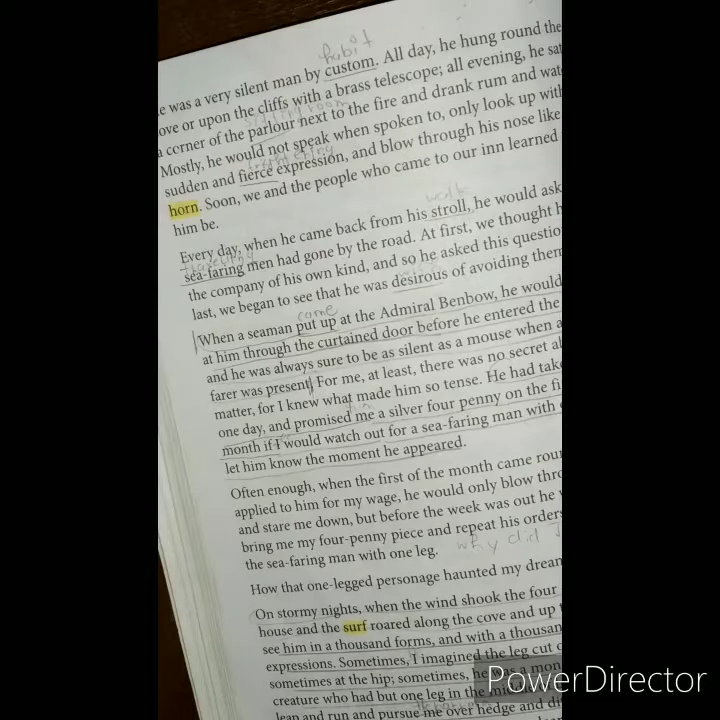 habit
e was a very silent man by custom. All day, he hung round the
ove or upon the cliffs with a brass telescope; all evening, he sat
sitting room
a corner of the parlour next to the fire and drank rum and wat
Mostly, he would not speak when spoken to, only look up with
sudden and fierce expression, and blow through his nose like
horn. Soon, we and the people who came to our inn learned
him be.
walk
Every day, when he came back from his stroll, he would ask
sea-faring men had gone by the road. At first, we thought h
the company of his own kind, and so he asked this questio
last, we began to see that he was desirous of avoiding them
came
When a seaman put up at the Admiral Benbow, he would
at him through the curtained door before he entered the
and he was always sure to be as silent as a mouse when a
farer was present. For me, at least, there was no secret a
matter, for I knew what made him so tense. He had tak
one day, and promised me a silver four penny on the fi
month if I would watch out for a sea-faring man with
let him know the moment he appeared.
Often enough, when the first of the month came rou
applied to him for my wage, he would only blow thro
and stare me down, but before the week was out he
bring me my four-penny piece and repeat his orders
the sea-faring man with one leg.
why did
How that one-legged personage haunted my dream
On stormy nights, when the wind shook the four
house and the surf roared along the cove and up
see him in a thousand forms, and with a thousan
expressions. Sometimes, I imagined the leg cut
sometimes at the hip; sometimes, he was a mon
creature who had but one leg in the middle
leap and run and pursue me over hedge and di
PowerDirector